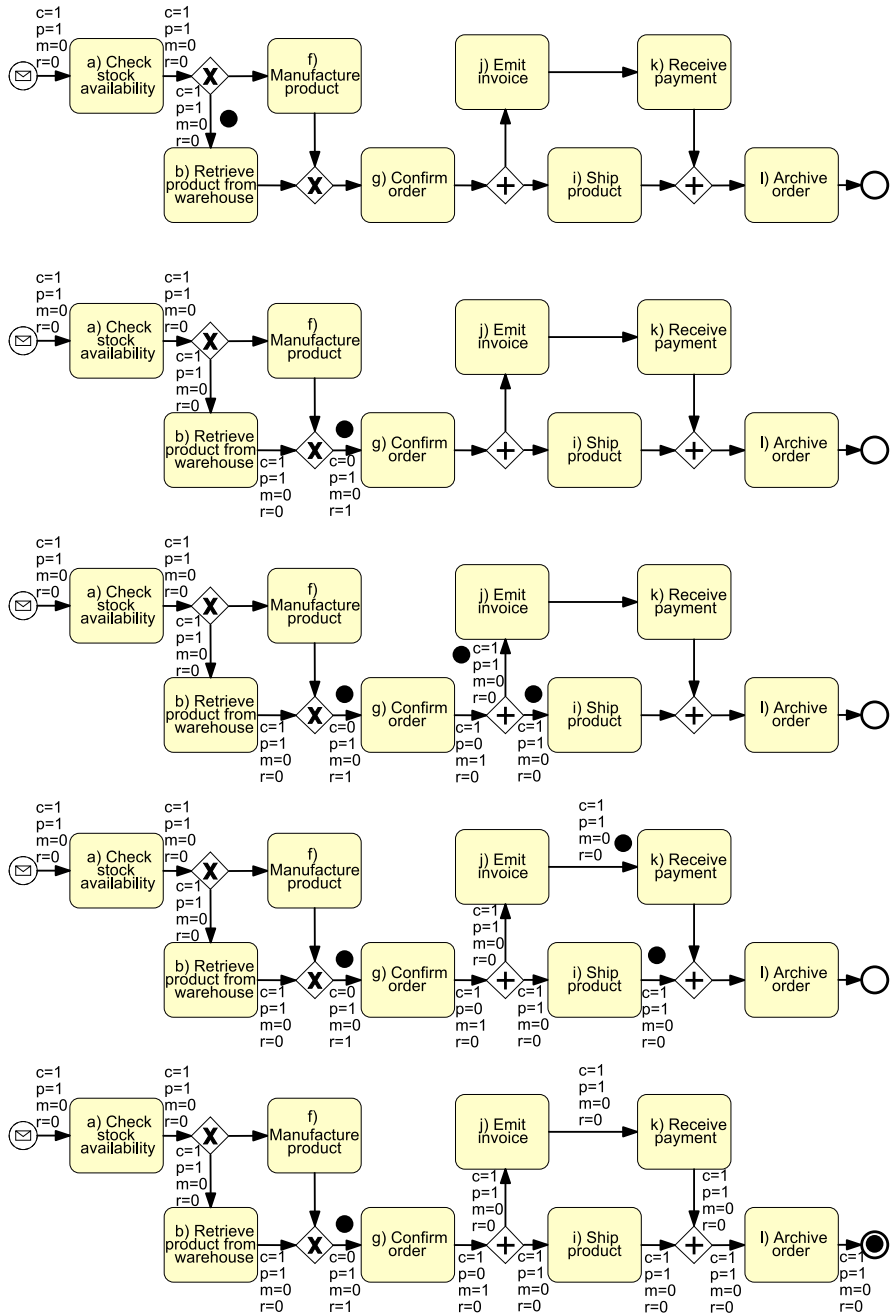 c=1
p=1
m=0
r=0
c=1
p=1
m=0
r=0
a) Check
stock
availability
f)
Manufacture
product
j) Emit
invoice
k) Receive
payment
X
c=1
p=1
m=0
r=0
b) Retrieve
product from
warehouse
X
g) Confirm
order
+
i) Ship
product
+
l) Archive
order
c=1
p=1
m=0
r=0
c=1
p=1
m=0
r=0
a) Check
stock
availability
f)
Manufacture
product
j) Emit
invoice
k) Receive
payment
X
c=1
p=1
m=0
r=0
b) Retrieve
product from
warehouse
X
g) Confirm
order
+
i) Ship
product
+
l) Archive
order
c=1
p=1
m=0
r=0
c=0
p=1
m=0
r=1
c=1
p=1
m=0
r=0
c=1
p=1
m=0
r=0
a) Check
stock
availability
f)
Manufacture
product
j) Emit
invoice
k) Receive
payment
X
c=1
p=1
m=0
r=0
c=1
p=1
m=0
r=0
b) Retrieve
product from
warehouse
X
g) Confirm
order
+
i) Ship
product
+
l) Archive
order
c=1
p=1
m=0
r=0
c=0
p=1
m=0
r=1
c=1
p=0
m=1
r=0
c=1
p=1
m=0
r=0
c=1
p=1
m=0
r=0
c=1
p=1
m=0
r=0
c=1
p=1
m=0
r=0
a) Check
stock
availability
f)
Manufacture
product
j) Emit
invoice
k) Receive
payment
X
c=1
p=1
m=0
r=0
c=1
p=1
m=0
r=0
b) Retrieve
product from
warehouse
X
g) Confirm
order
+
i) Ship
product
+
l) Archive
order
c=1
p=1
m=0
r=0
c=0
p=1
m=0
r=1
c=1
p=0
m=1
r=0
c=1
p=1
m=0
r=0
c=1
p=1
m=0
r=0
c=1
p=1
m=0
r=0
c=1
p=1
m=0
r=0
c=1
p=1
m=0
r=0
a) Check
stock
availability
f)
Manufacture
product
j) Emit
invoice
k) Receive
payment
X
c=1
p=1
m=0
r=0
c=1
p=1
m=0
r=0
c=1
p=1
m=0
r=0
b) Retrieve
product from
warehouse
X
g) Confirm
order
+
i) Ship
product
+
l) Archive
order
c=1
p=1
m=0
r=0
c=0
p=1
m=0
r=1
c=1
p=0
m=1
r=0
c=1
p=1
m=0
r=0
c=1
p=1
m=0
r=0
c=1
p=1
m=0
r=0
c=1
p=1
m=0
r=0